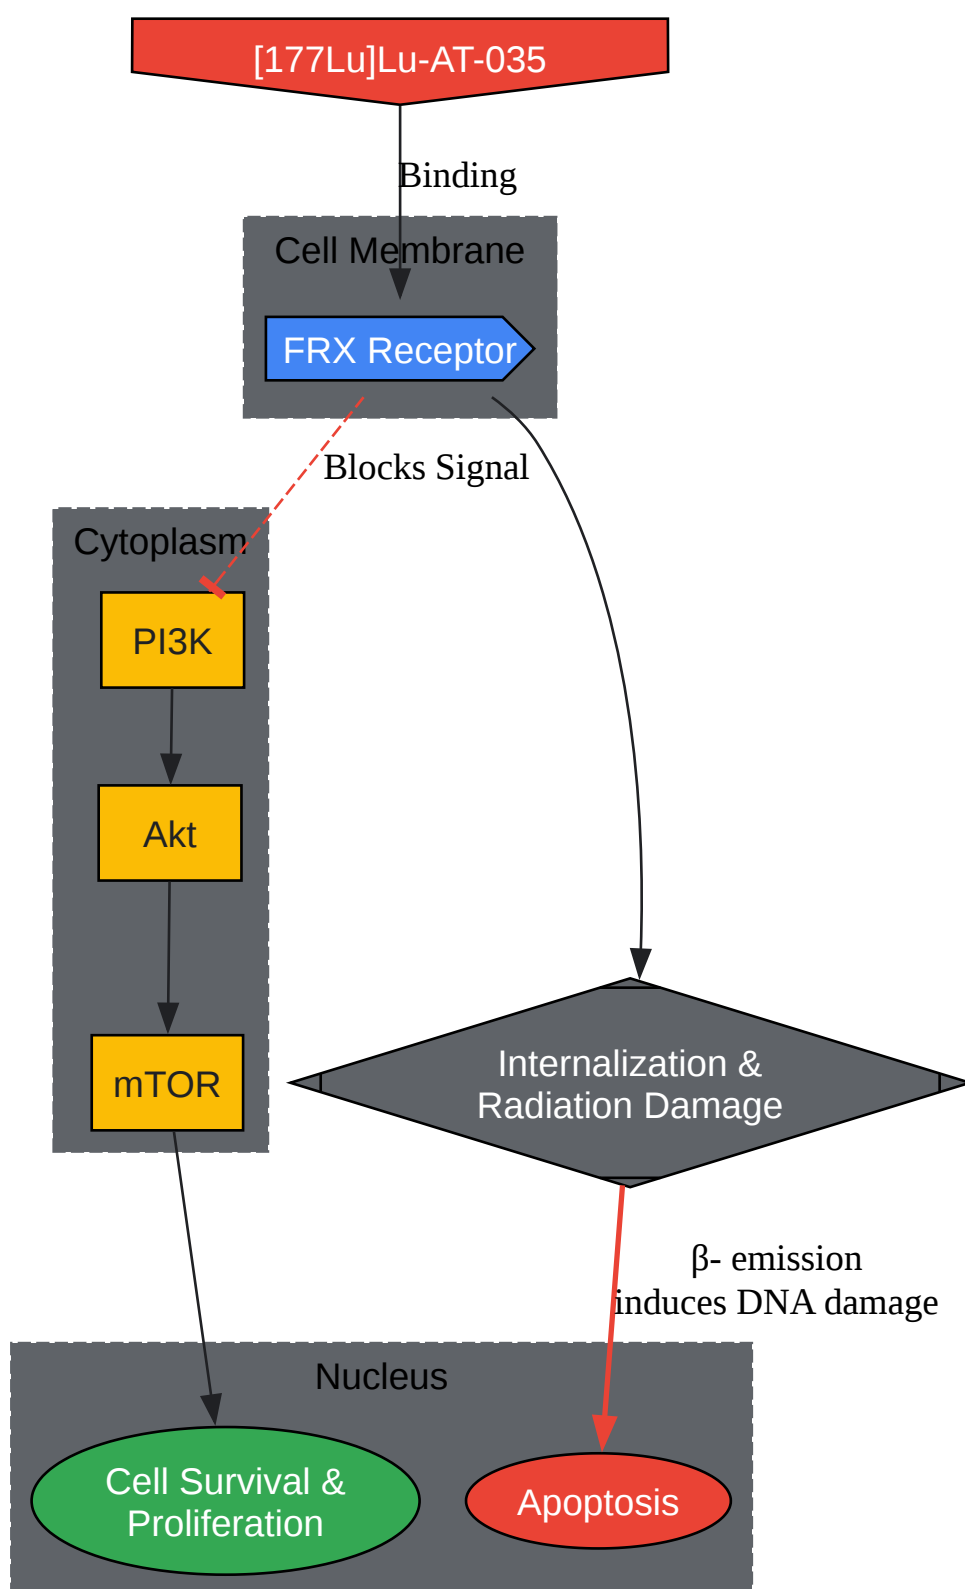 [177Lu]Lu-AT-035
Binding
Cell Membrane
FRX Receptor
Blocks Signal
Cytoplasm
PI3K
Akt
mTOR
Internalization &
Radiation Damage
β- emission
induces DNA damage
Nucleus
Cell Survival &
Proliferation
Apoptosis